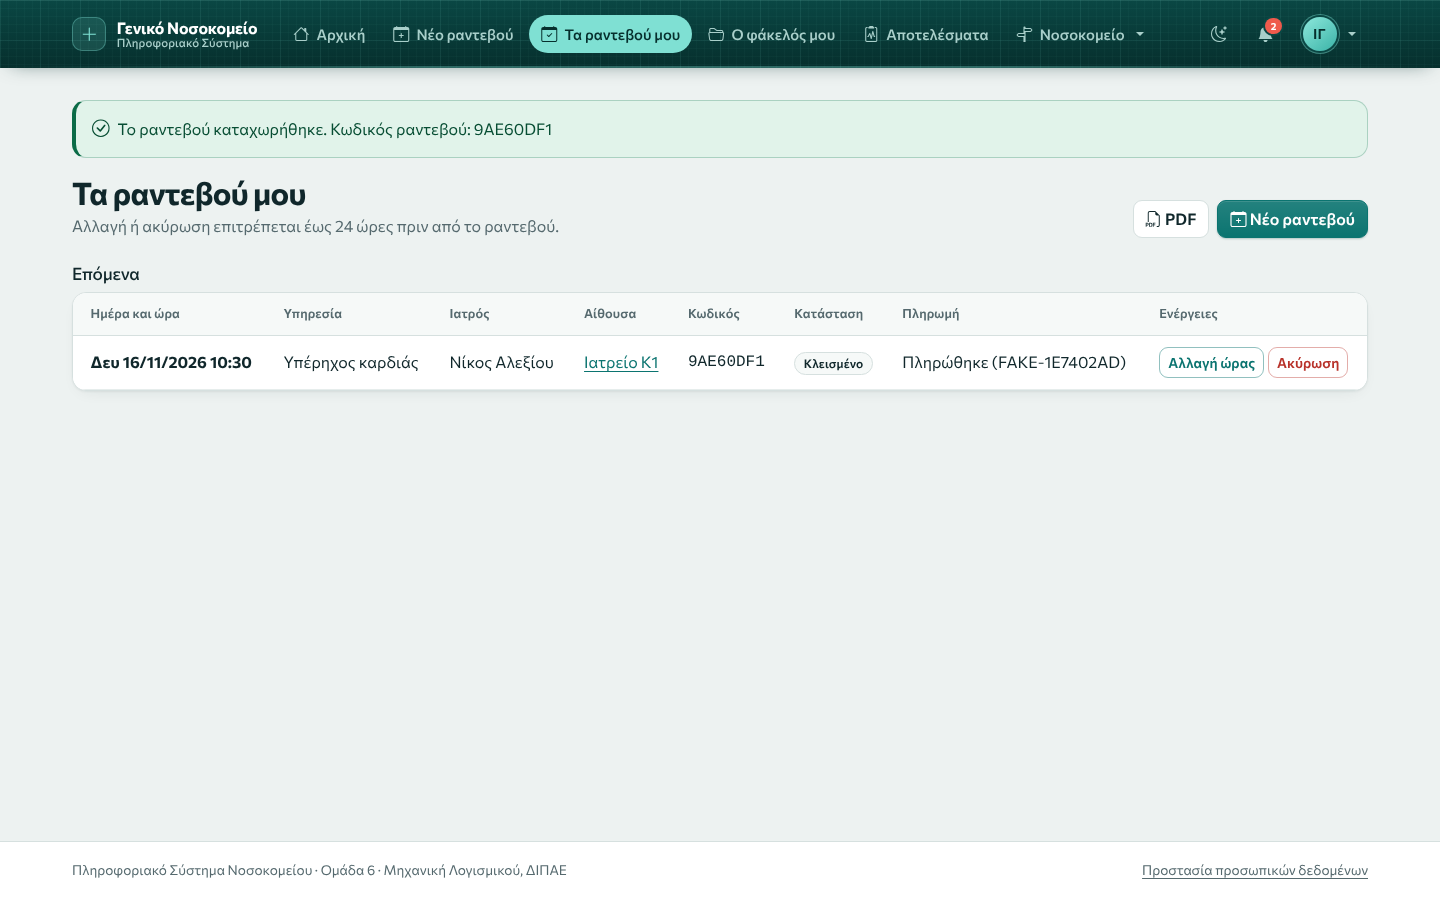 Γενικό Νοσοκομείο
Πληροφοριακό Σύστημα
Αρχική
Νέο ραντεβού
Τα ραντεβού μου
Ο φάκελός μου
Αποτελέσματα
Νοσοκομείο
2
ΙΓ
Το ραντεβού καταχωρήθηκε. Κωδικός ραντεβού: 9AE60DF1
Τα ραντεβού μου
Αλλαγή ή ακύρωση επιτρέπεται έως 24 ώρες πριν από το ραντεβού.
PDF
Νέο ραντεβού
Επόμενα
Ημέρα και ώρα Υπηρεσία Ιατρός Αίθουσα Κωδικός Κατάσταση Πληρωμή Ενέργειες
Δευ 16/11/2026 10:30 Υπέρηχος καρδιάς Νίκος Αλεξίου Ιατρείο Κ1 9AE60DF1 Κλεισμένο Πληρώθηκε (FAKE-1E7402AD) Αλλαγή ώρας Ακύρωση
Πληροφοριακό Σύστημα Νοσοκομείου · Ομάδα 6 · Μηχανική Λογισμικού, ΔΙΠΑΕ
Προστασία προσωπικών δεδομένων